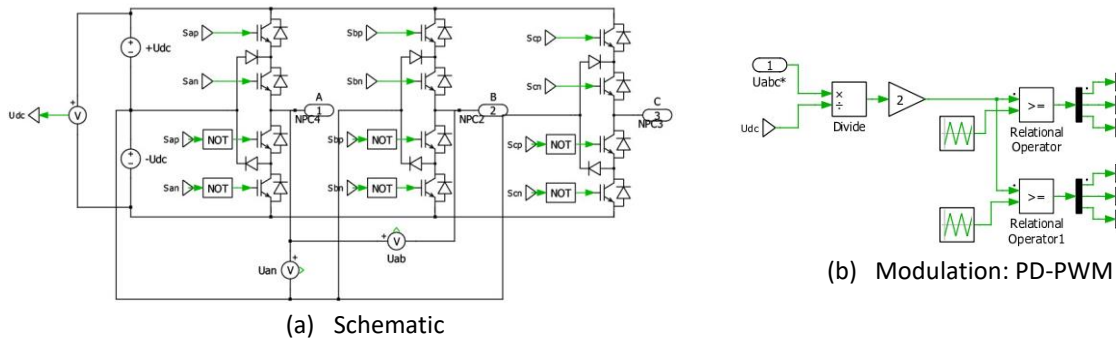 +Udc
-Udc
Udc
V
+
Sap
San
Sap
NOT
San
NOT
A
1
NPC4
Sbp
Sbn
Sbp
NOT
Sbn
NOT
B
2
NPC2
Scp
Scn
Scp
NOT
Scn
NOT
C
3
NPC3
+
V
Uan
+
V
Uab
(a) Schematic
1
Uabc*
Udc
×
÷
Divide
2
>=
Relational
Operator
>=
Relational
Operator1
(b) Modulation: PD-PWM